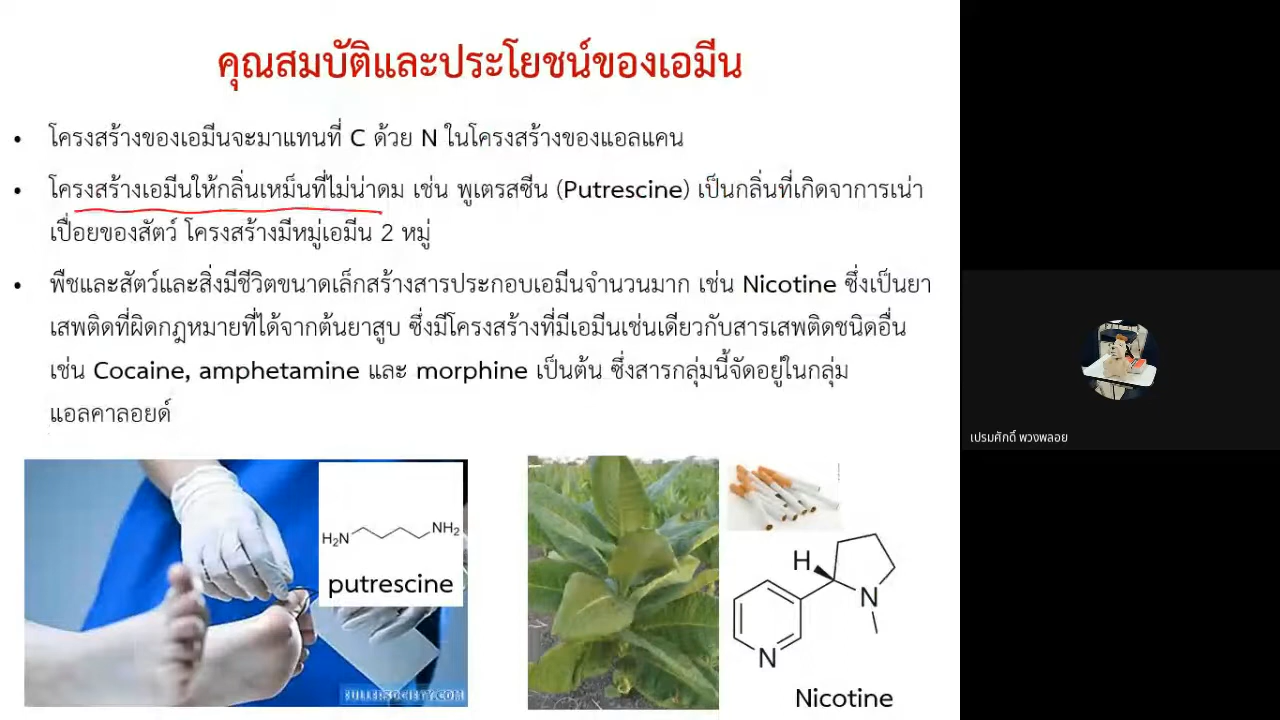 คุณสมบัติและประโยชน์ของเอมีน
• โครงสร้างของเอมีนจะมาแทนที่ C ด้วย N ในโครงสร้างของแอลแคน
• โครงสร้างเอมีนให้กลิ่นเหม็นที่ไม่น่าดม เช่น พูเตรสซีน (Putrescine) เป็นกลิ่นที่เกิดจาการเน่า
เปื่อยของสัตว์ โครงสร้างมีหมู่เอมีน 2 หมู่
• พืชและสัตว์และสิ่งมีชีวิตขนาดเล็กสร้างสารประกอบเอมีนจำนวนมาก เช่น Nicotine ซึ่งเป็นยา
เสพติดที่ผิดกฎหมายที่ได้จากต้นยาสูบ ซึ่งมีโครงสร้างที่มีเอมีนเช่นเดียวกับสารเสพติดชนิดอื่น
เช่น Cocaine, amphetamine และ morphine เป็นต้น ซึ่งสารกลุ่มนี้จัดอยู่ในกลุ่ม
แอลคาลอยด์
H₂N NH₂
putrescine
H
N
N
Nicotine
เปรมศักดิ์ พวงพลอย